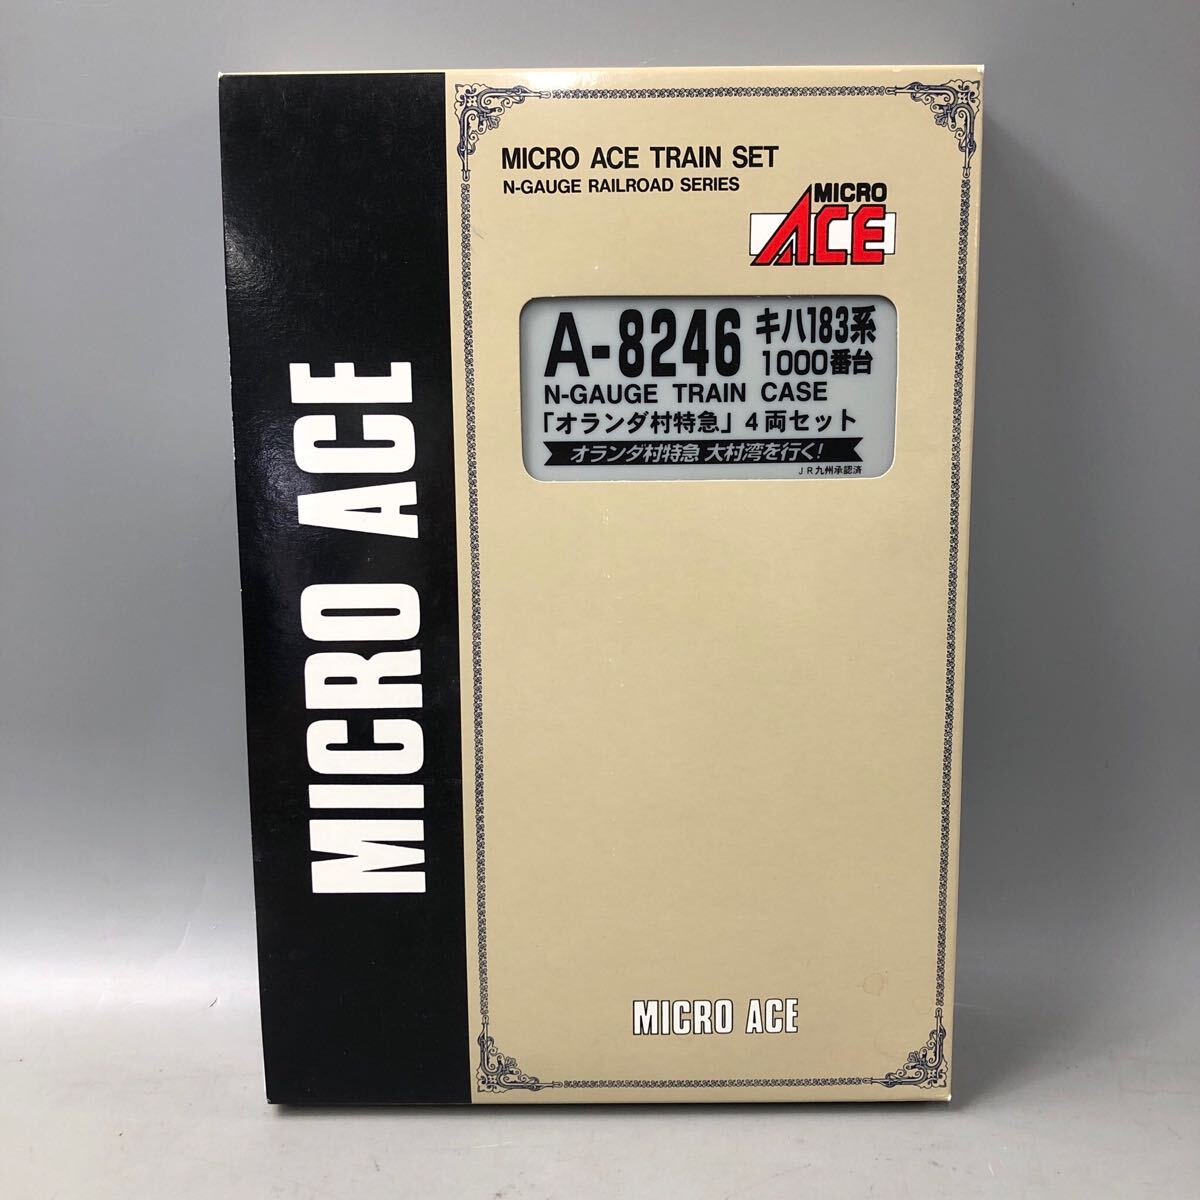 MICRO ACE
MICRO ACE TRAIN SET
N-GAUGE RAILROAD SERIES
MICRO
ACE
A-8246 キハ183系
1000番台
N-GAUGE TRAIN CASE
「オランダ村特急」4両セット
オランダ村特急 大村湾を行く!
JR九州承認済
MICRO ACE